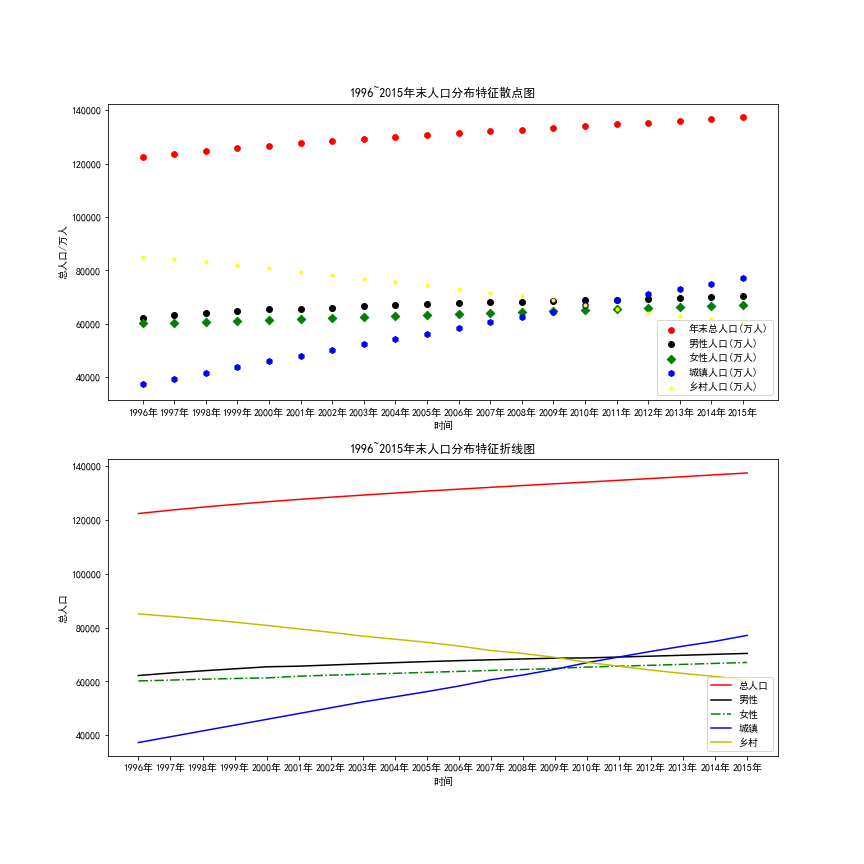 1996~2015年末人口分布特征散点图
总人口/万人
140000
120000
100000
80000
60000
40000
年末总人口(万人)
男性人口(万人)
女性人口(万人)
城镇人口(万人)
乡村人口(万人)
1996年 1997年 1998年 1999年 2000年 2001年 2002年 2003年 2004年 2005年 2006年 2007年 2008年 2009年 2010年 2011年 2012年 2013年 2014年 2015年
时间
1996~2015年末人口分布特征折线图
总人口
140000
120000
100000
80000
60000
40000
总人口
男性
女性
城镇
乡村
1996年 1997年 1998年 1999年 2000年 2001年 2002年 2003年 2004年 2005年 2006年 2007年 2008年 2009年 2010年 2011年 2012年 2013年 2014年 2015年
时间